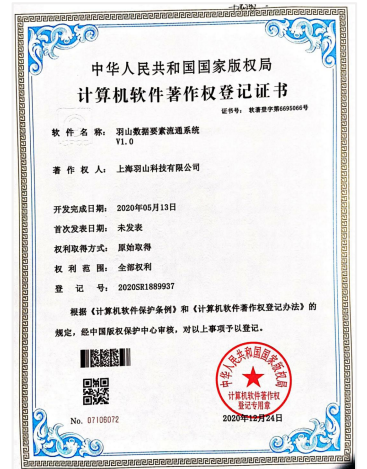 中华人民共和国国家版权局
计算机软件著作权登记证书
证书号： 软著登字第6695066号
软 件 名 称： 羽山数据要素流通系统
V1.0
著 作 权 人： 上海羽山科技有限公司
开发完成日期： 2020年05月13日
首次发表日期： 未发表
权利取得方式： 原始取得
权 利 范 围： 全部权利
登 记 号： 2020SR1889937
根据《计算机软件保护条例》和《计算机软件著作权登记办法》的
规定，经中国版权保护中心审核，对以上事项予以登记。
中华人民共和国国家版权局
计算机软件著作权
登记专用章
No. 07106072
2020年12月24日